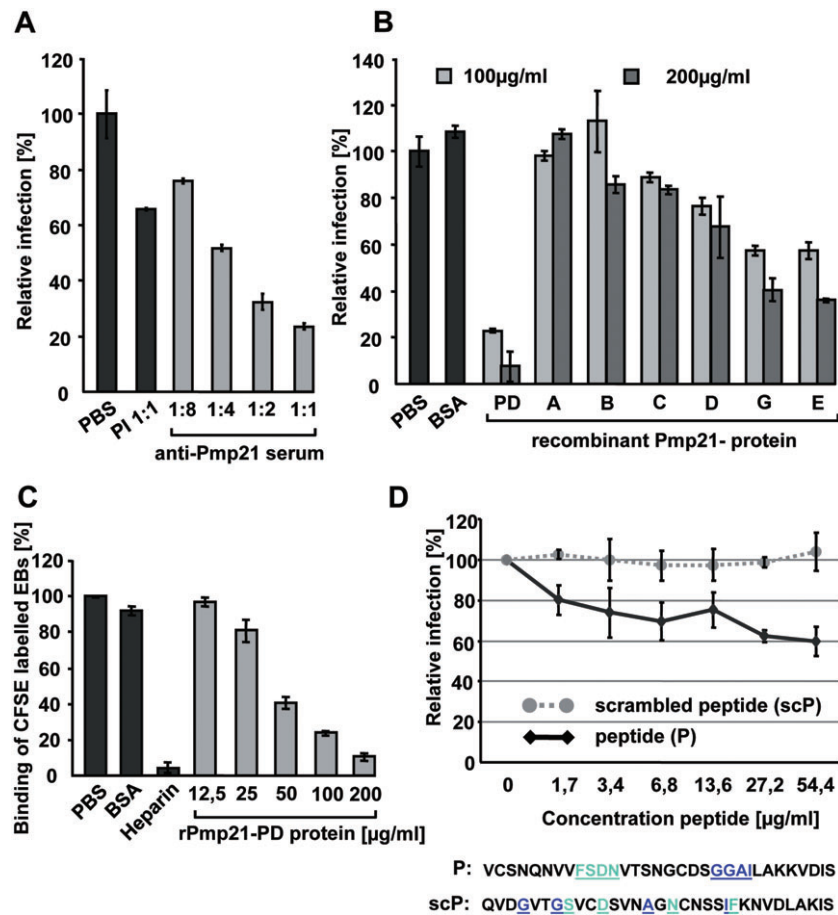 A
Relative infection [%]
120
100
80
60
40
20
0
PBS
PI 1:1
1:8 1:4 1:2 1:1
anti-Pmp21 serum
B
Relative infection [%]
140
120
100
80
60
40
20
0
100µg/ml 200µg/ml
PBS
BSA
PD A B C D G E
recombinant Pmp21- protein
C
Binding of CFSE labelled EBs [%]
120
100
80
60
40
20
0
PBS
BSA
Heparin
12,5 25 50 100 200
rPmp21-PD protein [µg/ml]
D
Relative infection [%]
120
100
80
60
40
20
0
scrambled peptide (scP)
peptide (P)
0 1,7 3,4 6,8 13,6 27,2 54,4
Concentration peptide [µg/ml]
P: VCSNQNVVFSDNVTSNGCDSGGAILAKKVDIS
scP: QVDGVTGSVCDSVNAGNCNSSIFKNVDLAKIS